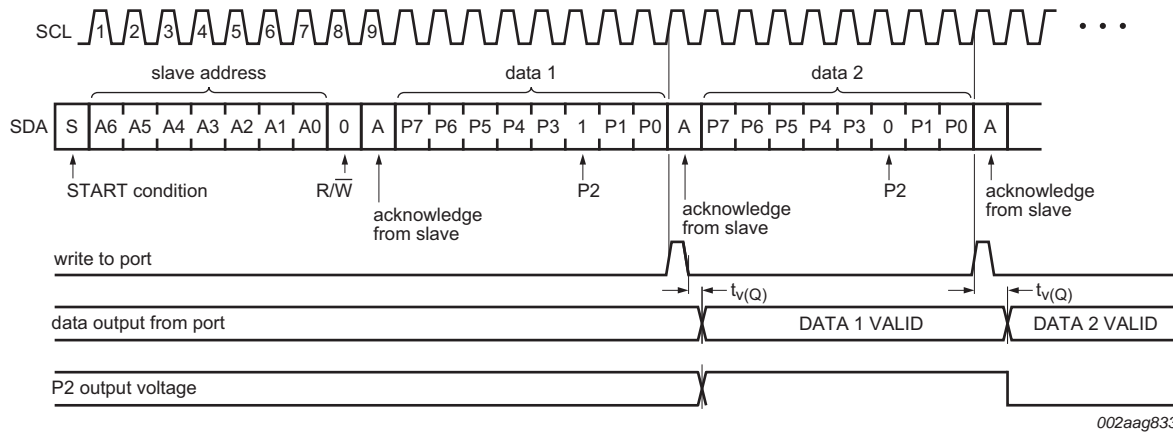 SCL 1 2 3 4 5 6 7 8 9 • • •
slave address data 1 data 2
SDA S A6 A5 A4 A3 A2 A1 A0 0 A P7 P6 P5 P4 P3 1 P1 P0 A P7 P6 P5 P4 P3 0 P1 P0 A
START condition R/W̅ P2 P2
acknowledge from slave
acknowledge from slave
acknowledge from slave
write to port
tv(Q) tv(Q)
data output from port DATA 1 VALID DATA 2 VALID
P2 output voltage
002aag833